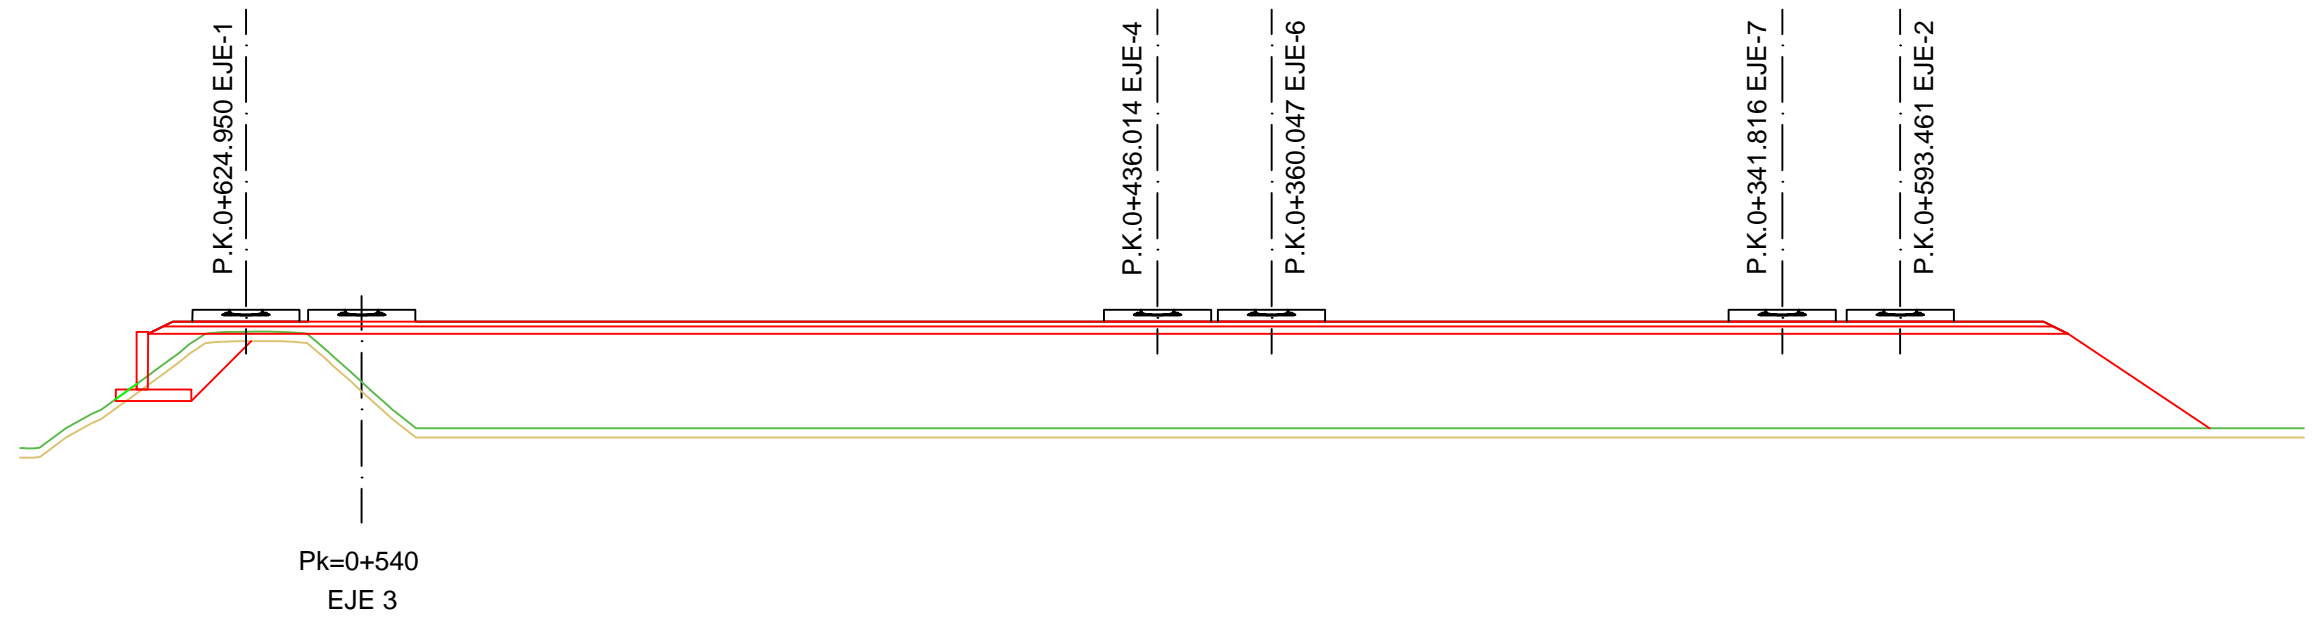 P.K.0+624.950 EJE-1
P.K.0+436.014 EJE-4
P.K.0+360.047 EJE-6
P.K.0+341.816 EJE-7
P.K.0+593.461 EJE-2
Pk=0+540
EJE 3